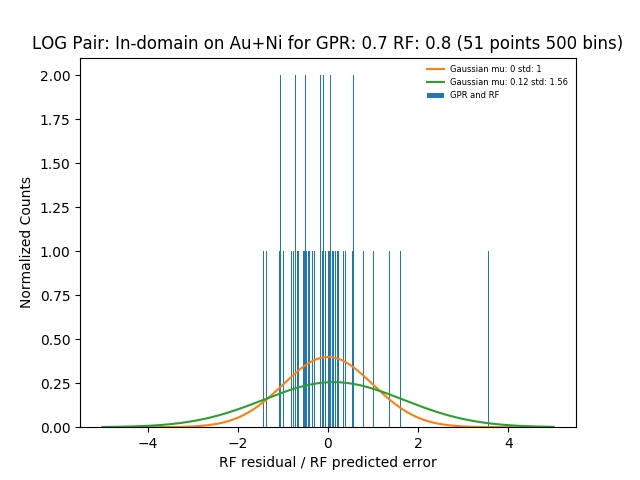 LOG Pair: In-domain on Au+Ni for GPR: 0.7 RF: 0.8 (51 points 500 bins)
Gaussian mu: 0 std: 1
Gaussian mu: 0.12 std: 1.56
GPR and RF
Normalized Counts
2.00
1.75
1.50
1.25
1.00
0.75
0.50
0.25
0.00
−4
−2
0
2
4
RF residual / RF predicted error